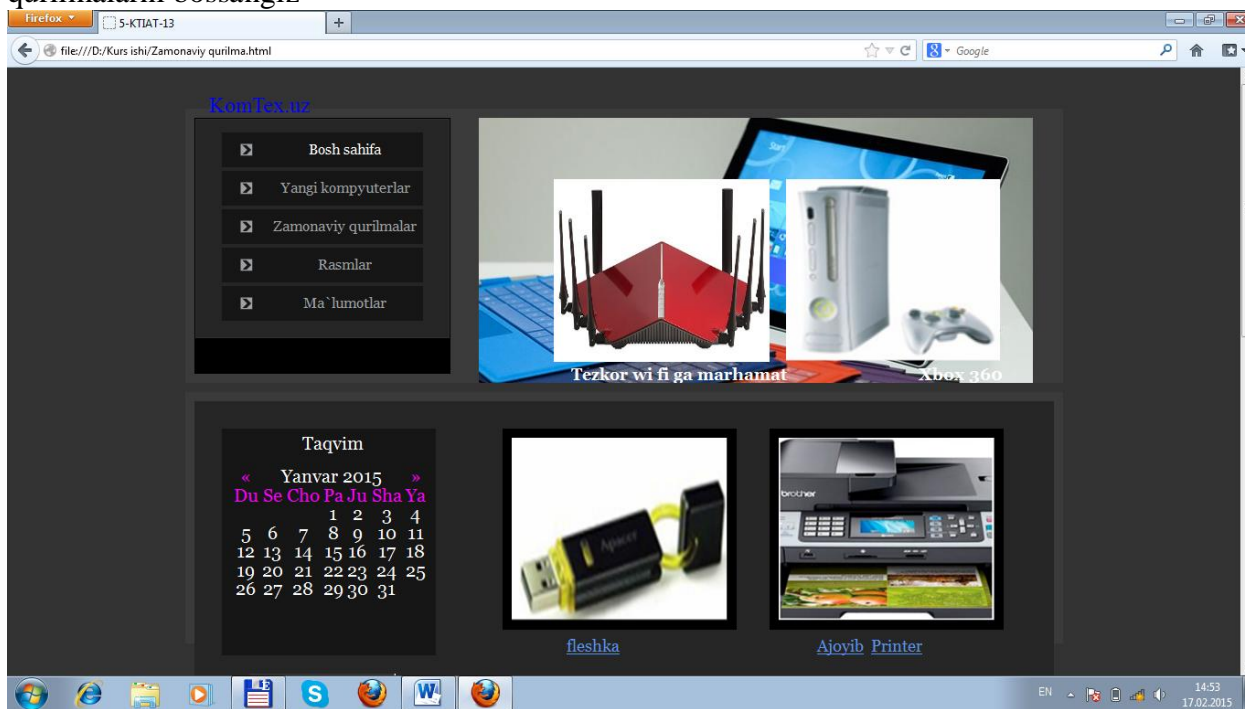 qurilmalarni bossangiz
Firefox
5-KTIAT-13
file:///D:/Kurs ishi/Zamonaviy qurilma.html
Google
KomTex.uz
Bosh sahifa
Yangi kompyuterlar
Zamonaviy qurilmalar
Rasmlar
Ma`lumotlar
Start
Tezkor wi fi ga marhamat
Xbox 360
Taqvim
« Yanvar 2015 »
Du Se Cho Pa Ju Sha Ya
1 2 3 4
5 6 7 8 9 10 11
12 13 14 15 16 17 18
19 20 21 22 23 24 25
26 27 28 29 30 31
Apacer
brother
fleshka
Ajoyib Printer
EN
14:53
17.02.2015